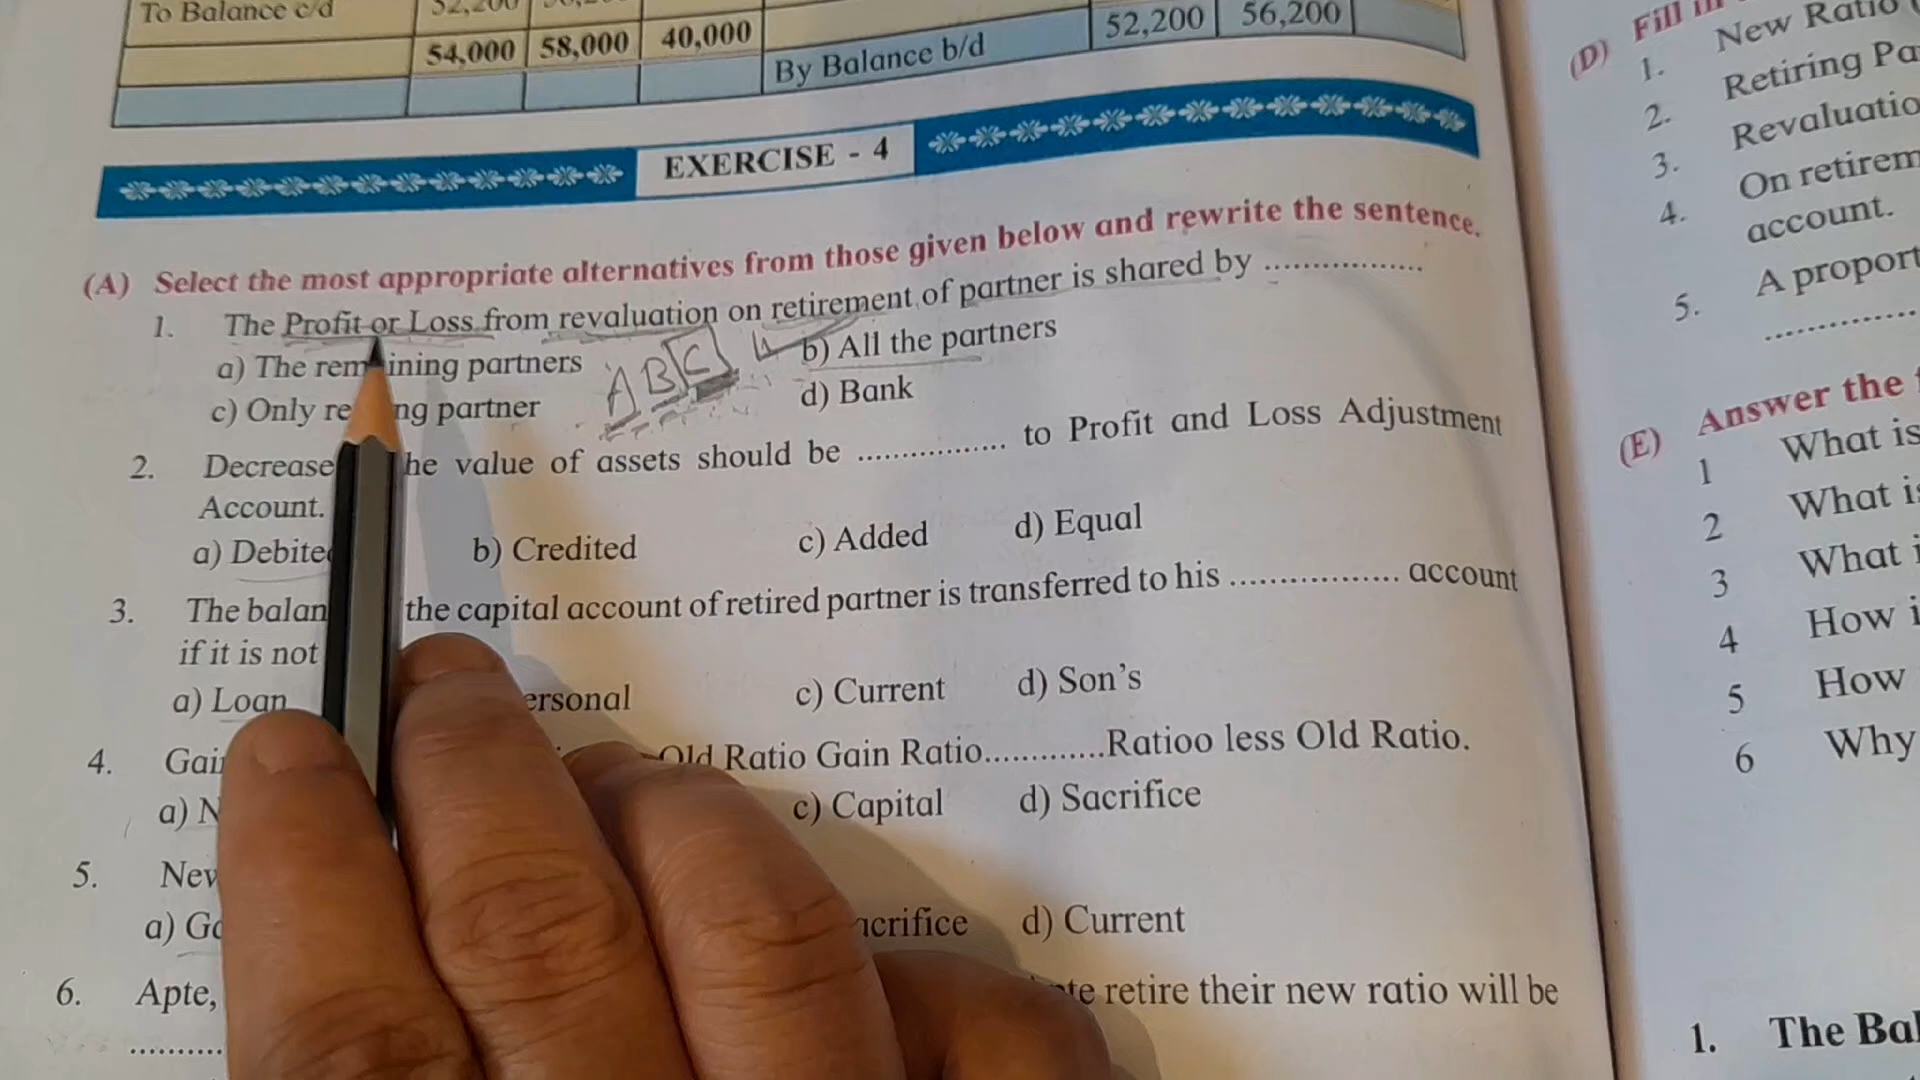 To Balance c/d
54,000 58,000 40,000
52,200 56,200
By Balance b/d
EXERCISE - 4
(A) Select the most appropriate alternatives from those given below and rewrite the sentence.
1. The Profit or Loss from revaluation on retirement of partner is shared by .................
a) The remaining partners
b) All the partners
ABC
c) Only re ng partner
d) Bank
2. Decrease he value of assets should be ................ to Profit and Loss Adjustment
Account.
a) Debited b) Credited c) Added d) Equal
3. The balan the capital account of retired partner is transferred to his ................. account
if it is not
a) Loan ersonal c) Current d) Son's
4. Gai Old Ratio Gain Ratio.............Ratioo less Old Ratio.
a) N c) Capital d) Sacrifice
5. New
a) Ga acrifice d) Current
6. Apte, te retire their new ratio will be
..........
(D) Fill in
1. New Ratio
2. Retiring Pa
3. Revaluatio
4. On retirem
account.
5. A proport
..............
(E) Answer the
1 What is
2 What is
3 What i
4 How i
5 How
6 Why
1. The Bal